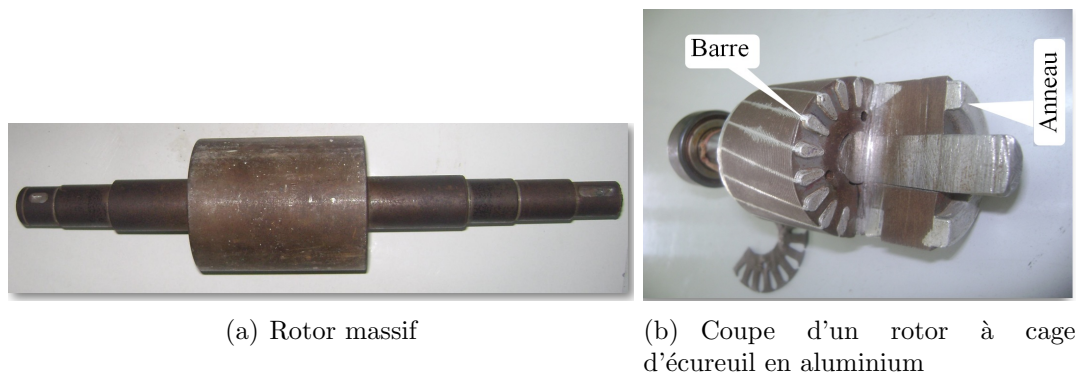 Barre
Anneau
(a) Rotor massif
(b) Coupe d'un rotor à cage
d'écureuil en aluminium